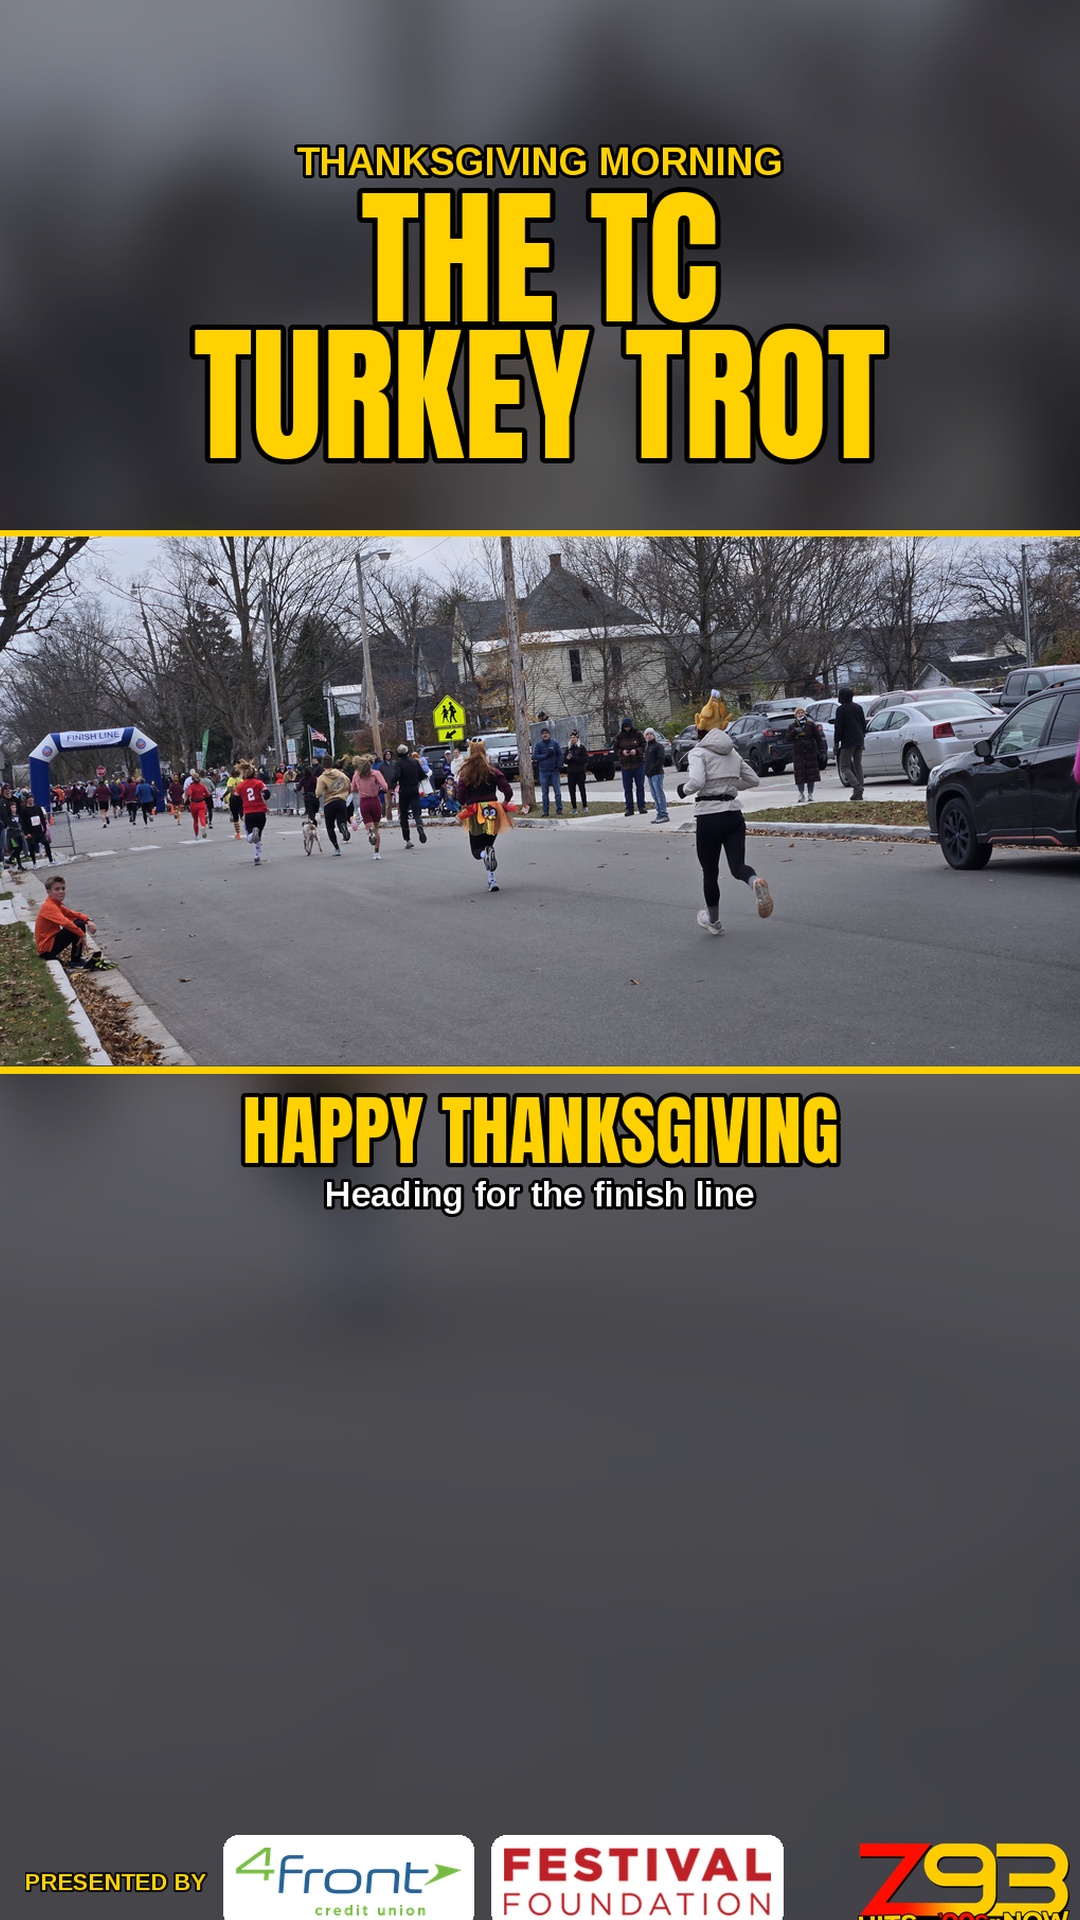 THANKSGIVING MORNING
THE TC
TURKEY TROT
FINISH LINE
2
HAPPY THANKSGIVING
Heading for the finish line
PRESENTED BY
4front
credit union
FESTIVAL
FOUNDATION
Z93